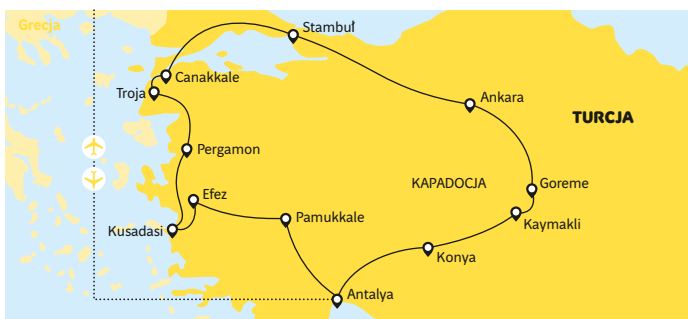 Grecja
Stambuł
Canakkale
Troja
Ankara
TURCJA
Pergamon
KAPADOCJA
Goreme
Efez
Kaymakli
Pamukkale
Kusadasi
Konya
Antalya